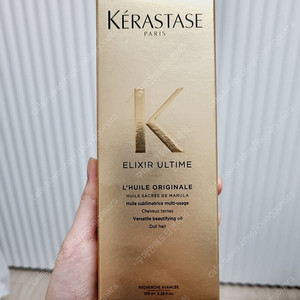 KÉRASTASE
PARIS
K
ELIXIR ULTIME
L'HUILE ORIGINALE
HUILE SACRÉE DE MARULA
Huile sublimatrice multi-usage
Cheveux ternes
Versatile beautifying oil
Dull hair
RECHERCHE AVANCÉE